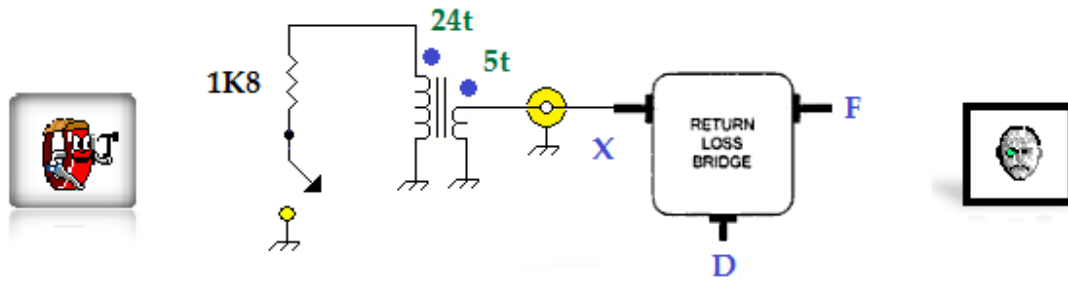 24t
5t
1K8
X
RETURN
LOSS
BRIDGE
F
D